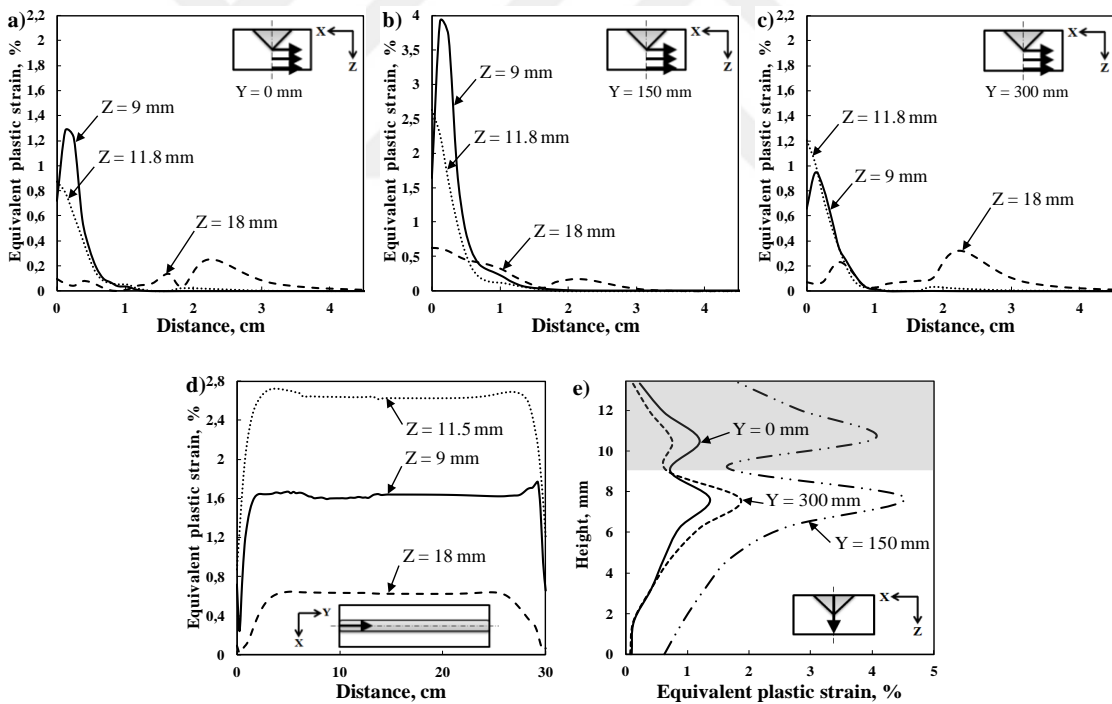 a)
Equivalent plastic strain, %
2,2
2
1,8
1,6
1,4
1,2
1
0,8
0,6
0,4
0,2
0
X
Z
Y = 0 mm
Z = 9 mm
Z = 11.8 mm
Z = 18 mm
0 1 2 3 4
Distance, cm
b)
Equivalent plastic strain, %
4
3,5
3
2,5
2
1,5
1
0,5
0
X
Z
Y = 150 mm
Z = 9 mm
Z = 11.8 mm
Z = 18 mm
0 1 2 3 4
Distance, cm
c)
Equivalent plastic strain, %
2,2
2
1,8
1,6
1,4
1,2
1
0,8
0,6
0,4
0,2
0
X
Z
Y = 300 mm
Z = 11.8 mm
Z = 9 mm
Z = 18 mm
0 1 2 3 4
Distance, cm
d)
Equivalent plastic strain, %
2,8
2,4
2
1,6
1,2
0,8
0,4
0
Z = 11.5 mm
Z = 9 mm
Z = 18 mm
Y
X
0 10 20 30
Distance, cm
e)
Height, mm
12
10
8
6
4
2
0
Y = 0 mm
Y = 300 mm
Y = 150 mm
X
Z
0 1 2 3 4 5
Equivalent plastic strain, %